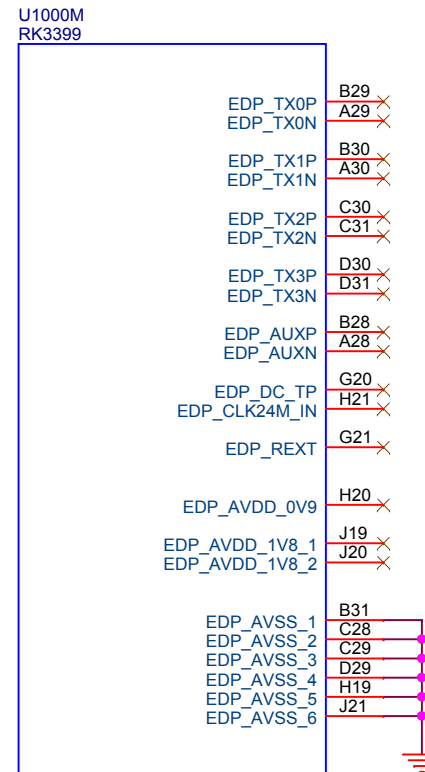 U1000M
RK3399
EDP_TX0P B29
EDP_TX0N A29
EDP_TX1P B30
EDP_TX1N A30
EDP_TX2P C30
EDP_TX2N C31
EDP_TX3P D30
EDP_TX3N D31
EDP_AUXP B28
EDP_AUXN A28
EDP_DC_TP G20
EDP_CLK24M_IN H21
EDP_REXT G21
EDP_AVDD_0V9 H20
EDP_AVDD_1V8_1 J19
EDP_AVDD_1V8_2 J20
EDP_AVSS_1 B31
EDP_AVSS_2 C28
EDP_AVSS_3 C29
EDP_AVSS_4 D29
EDP_AVSS_5 H19
EDP_AVSS_6 J21